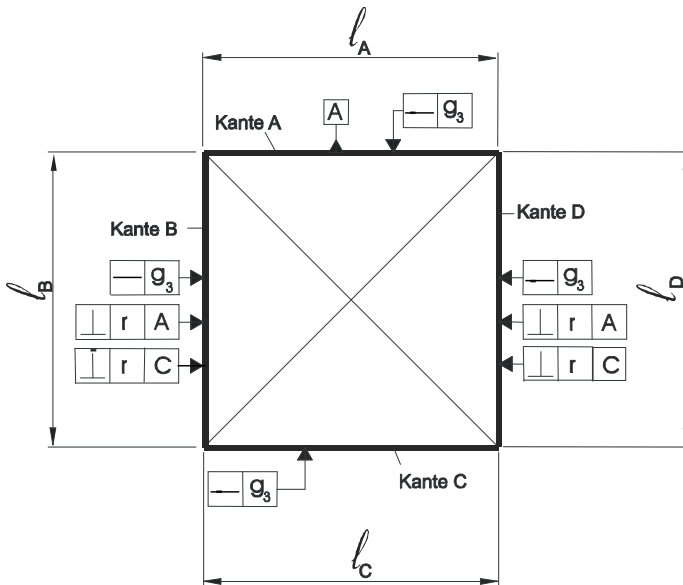 ℓA
A
g3
Kante A
Kante B
Kante D
g3
g3
ℓB
ℓD
⊥ r A
⊥ r A
⊥ r C
⊥ r C
g3
Kante C
ℓC